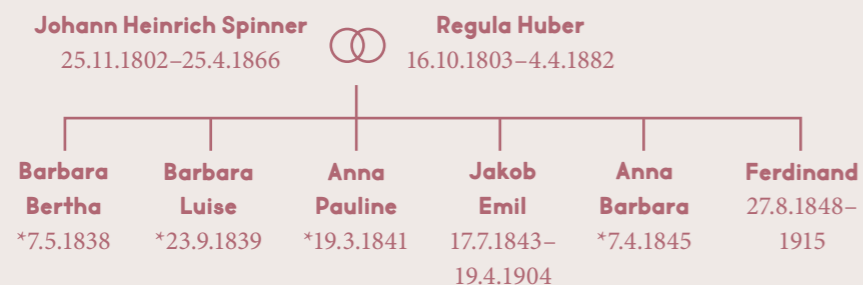 Johann Heinrich Spinner
25.11.1802–25.4.1866
Regula Huber
16.10.1803–4.4.1882
Barbara
Bertha
*7.5.1838
Barbara
Luise
*23.9.1839
Anna
Pauline
*19.3.1841
Jakob
Emil
17.7.1843–
19.4.1904
Anna
Barbara
*7.4.1845
Ferdinand
27.8.1848–
1915